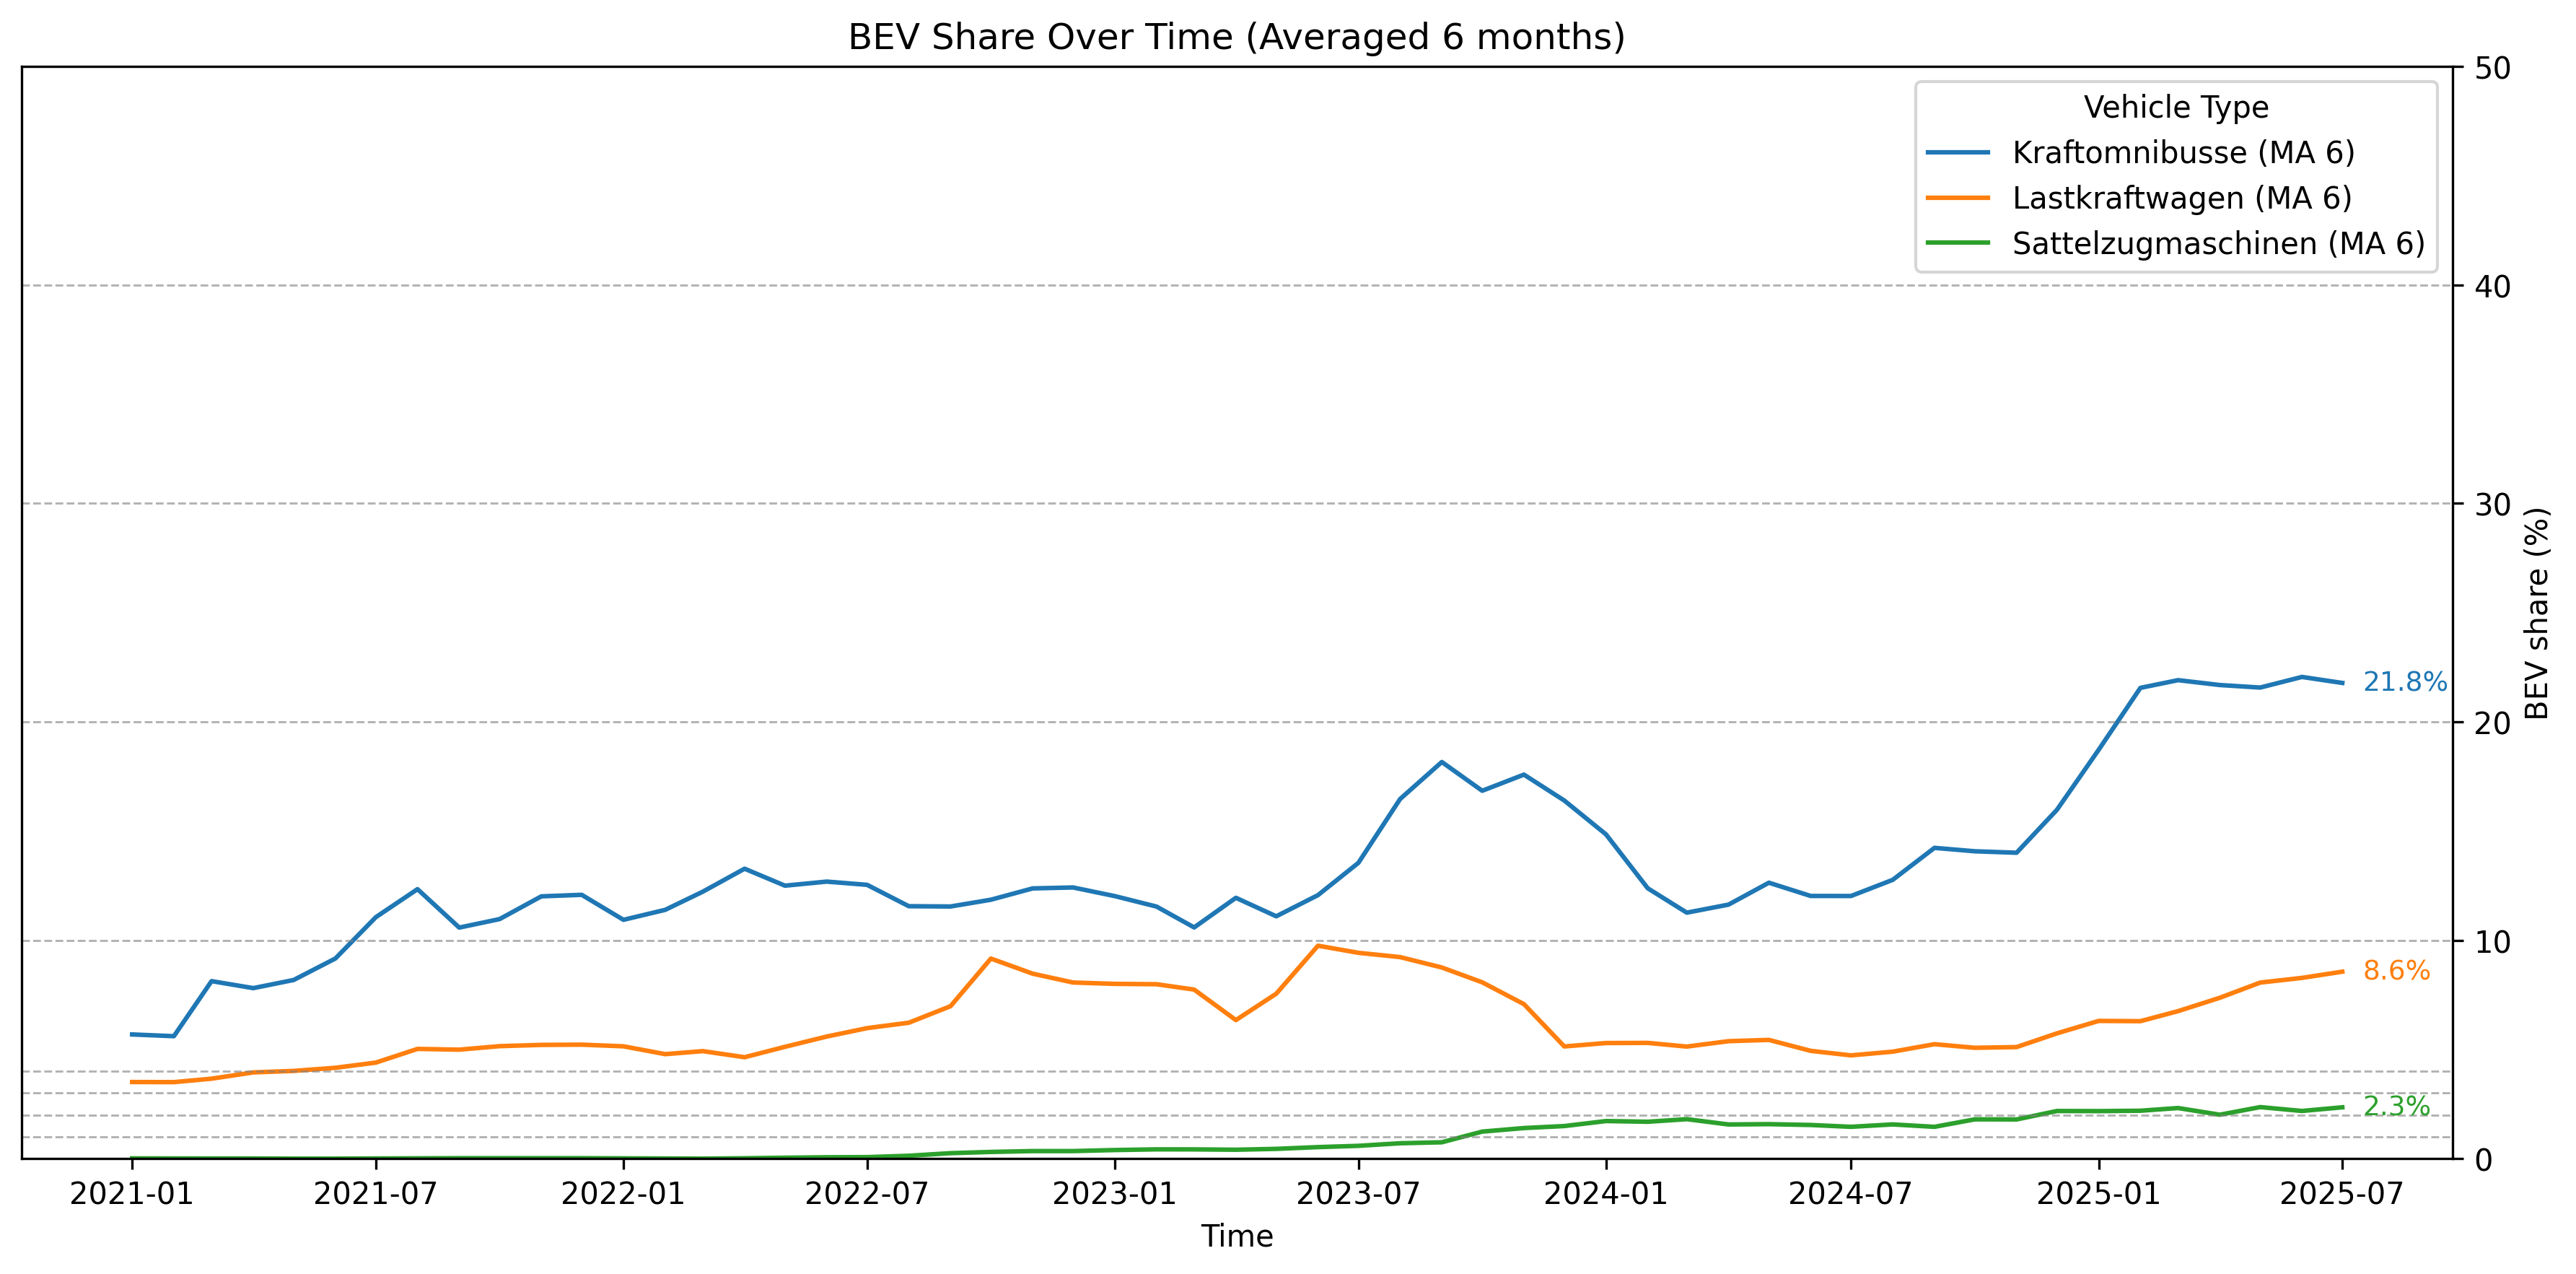 BEV Share Over Time (Averaged 6 months)
Vehicle Type
Kraftomnibusse (MA 6)
Lastkraftwagen (MA 6)
Sattelzugmaschinen (MA 6)
50
40
30
20
10
0
BEV share (%)
21.8%
8.6%
2.3%
2021-01 2021-07 2022-01 2022-07 2023-01 2023-07 2024-01 2024-07 2025-01 2025-07
Time